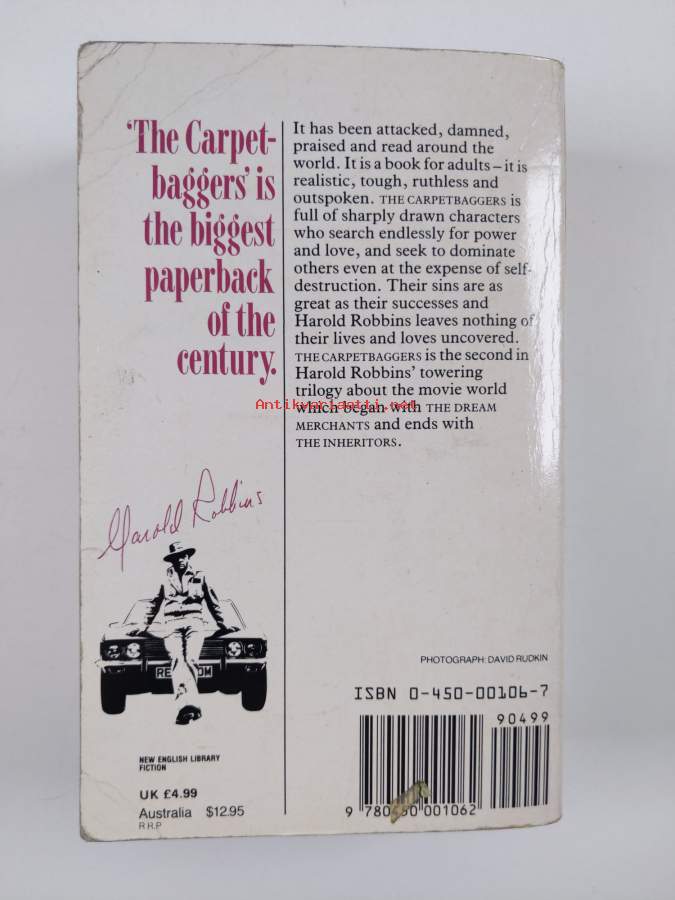 'The Carpet-
baggers' is
the biggest
paperback
of the
century.
It has been attacked, damned,
praised and read around the
world. It is a book for adults – it is
realistic, tough, ruthless and
outspoken. THE CARPETBAGGERS is
full of sharply drawn characters
who search endlessly for power
and love, and seek to dominate
others even at the expense of self-
destruction. Their sins are as
great as their successes and
Harold Robbins leaves nothing of
their lives and loves uncovered.
THE CARPETBAGGERS is the second in
Harold Robbins' towering
trilogy about the movie world
which began with THE DREAM
MERCHANTS and ends with
THE INHERITORS.
Antikvariaatti.net
Harold Robbins
PHOTOGRAPH: DAVID RUDKIN
ISBN 0-450-00106-7
90499
9 780450 001062
NEW ENGLISH LIBRARY
FICTION
UK £4.99
Australia $12.95
R.R.P